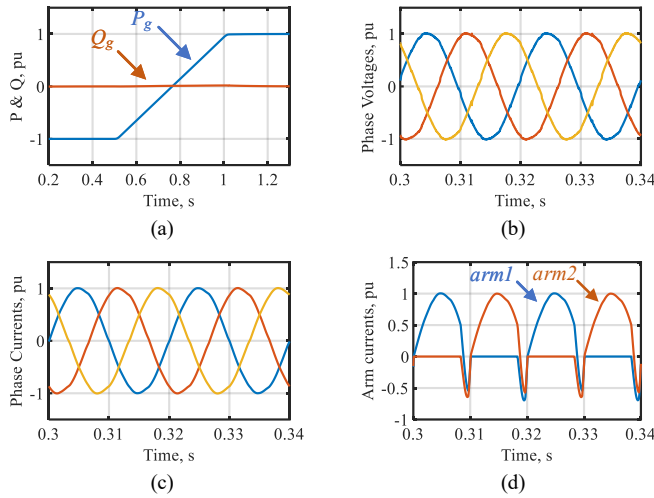 P & Q, pu
1
0
-1
Q_g
P_g
0.2 0.4 0.6 0.8 1 1.2
Time, s
(a)
Phase Voltages, pu
1
0
-1
0.3 0.31 0.32 0.33 0.34
Time, s
(b)
Phase Currents, pu
1
0
-1
0.3 0.31 0.32 0.33 0.34
Time, s
(c)
Arm currents, pu
1.5
1
0.5
0
-0.5
-1
arm1 arm2
0.3 0.31 0.32 0.33 0.34
Time, s
(d)